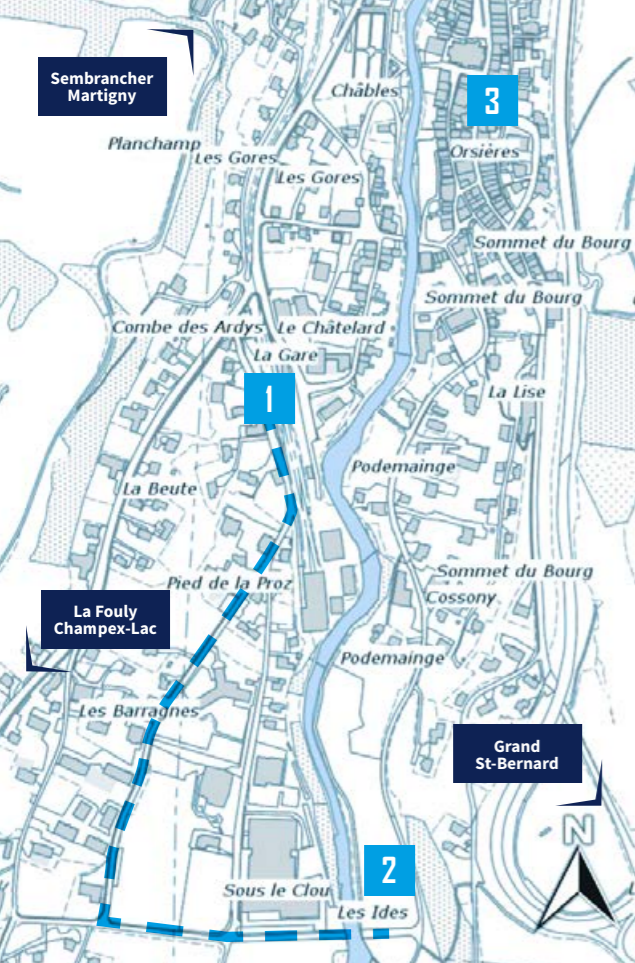 Sembrancher
Martigny
Châbles
3
Planchamp
Les Gores
Orsières
Les Gores
Sommet du Bourg
Sommet du Bourg
Combe des Ardys
Le Châtelard
La Gare
1
La Lise
Podemainge
La Beute
Sommet du Bourg
Pied de la Proz
Cossony
La Fouly
Champex-Lac
Podemainge
Les Barragnes
Grand
St-Bernard
N
2
Sous le Clou
Les Ides